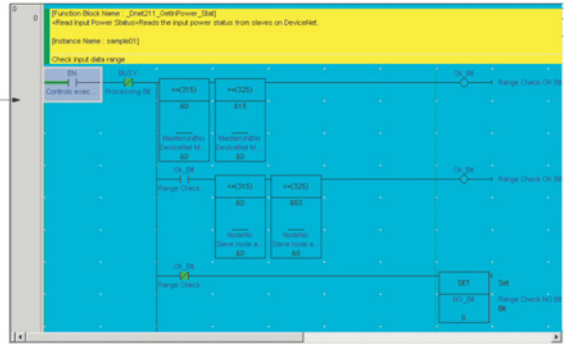 0
0
[Function Block Name : _Dnet211_GetInPower_Stat]
<Read Input Power Status>Reads the input power status from slaves on DeviceNet.
[Instance Name : sample01]
Check input data range
EN
Controls exec...
BUSY
Processing Bit
<=(315)
&0
MasterUnitNo
DeviceNet M...
&0
>=(325)
&15
MasterUnitNo
DeviceNet M...
&0
Ok_Bit
Range Check OK Bit
Ok_Bit
Range Check ...
<=(315)
&0
NodeNo
Slave node a...
&0
>=(325)
&63
NodeNo
Slave node a...
&0
Ok_Bit
Range Check OK Bit
Ok_Bit
Range Check ...
SET
NG_Bit
0
Set
Range Check NG Bit
Bit